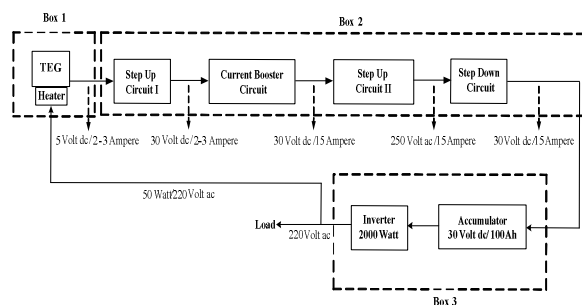 Box 1
Box 2
TEG
Heater
Step Up
Circuit I
Current Booster
Circuit
Step Up
Circuit II
Step Down
Circuit
5 Volt dc/2-3 Ampere
30 Volt dc/2-3 Ampere
30 Volt dc/15 Ampere
250 Volt ac/15Ampere
30 Volt dc/15 Ampere
50 Watt/220 Volt ac
Load
220 Volt ac
Inverter
2000 Watt
Accumulator
30 Volt dc/ 100Ah
Box 3